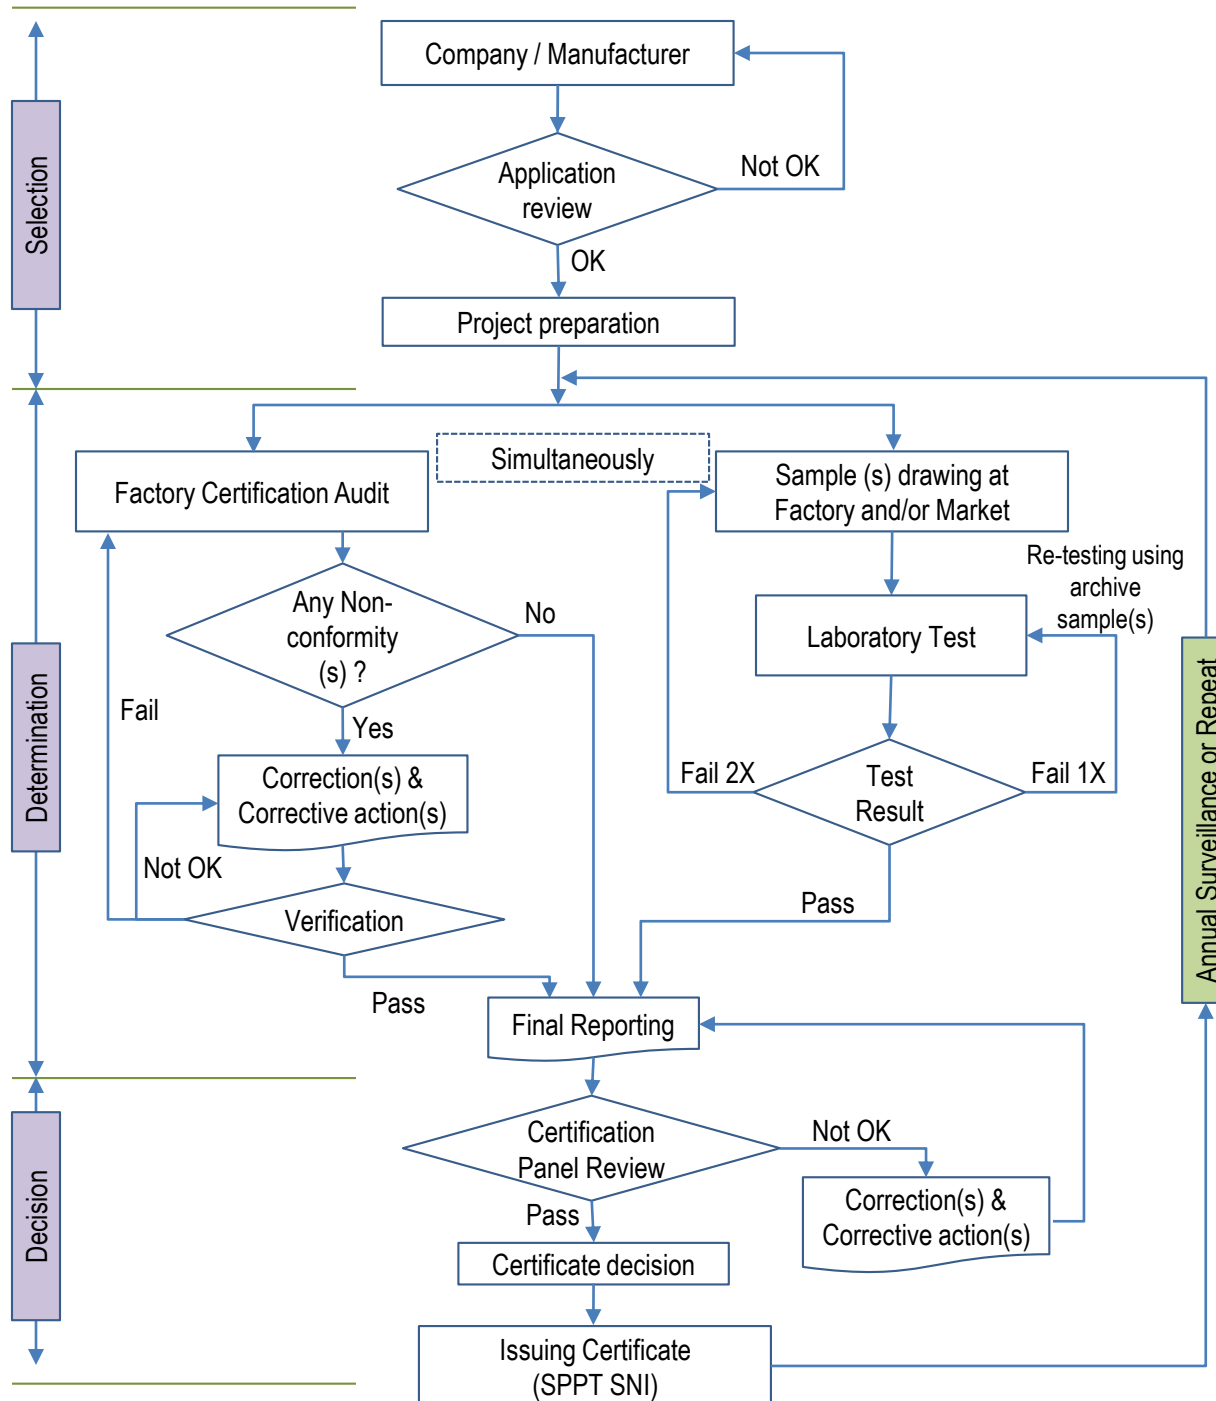 Company / Manufacturer
Application
review
Not OK
OK
Project preparation
Selection
Simultaneously
Factory Certification Audit
Sample (s) drawing at
Factory and/or Market
Re-testing using
archive
sample(s)
Any Non-
conformity
(s) ?
No
Laboratory Test
Determination
Fail
Yes
Correction(s) &
Corrective action(s)
Fail 2X
Test
Result
Fail 1X
Not OK
Verification
Pass
Pass
Annual Surveillance or Repeat
Final Reporting
Certification
Panel Review
Not OK
Correction(s) &
Corrective action(s)
Pass
Decision
Certificate decision
Issuing Certificate
(SPPT SNI)